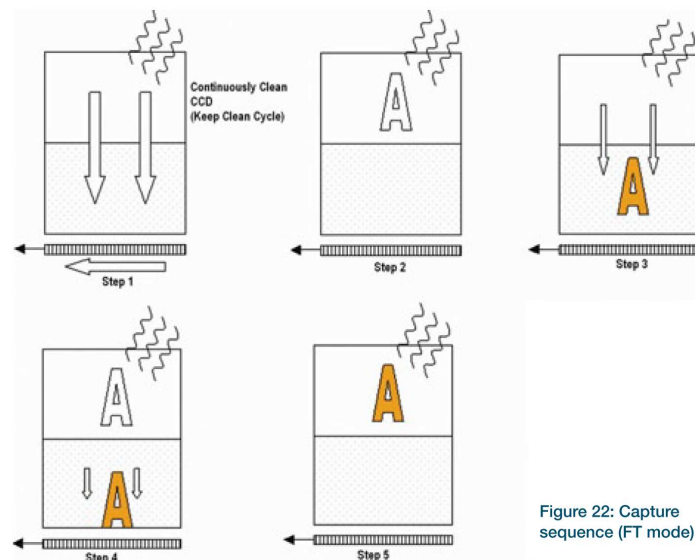 Continuously Clean
CCD
(Keep Clean Cycle)
A
A
Step 1
Step 2
Step 3
A
A
A
Step 4
Step 5
Figure 22: Capture
sequence (FT mode)